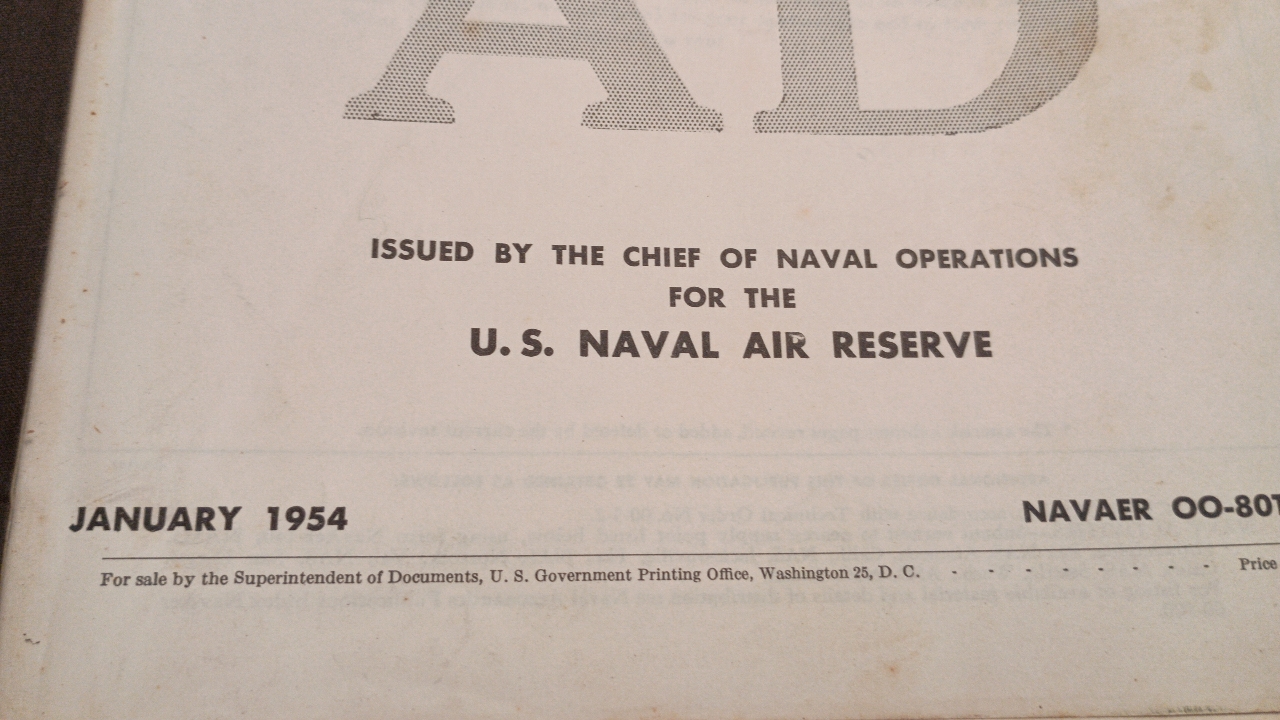 AD
ISSUED BY THE CHIEF OF NAVAL OPERATIONS
FOR THE
U. S. NAVAL AIR RESERVE
JANUARY 1954 NAVAER OO-80T
For sale by the Superintendent of Documents, U. S. Government Printing Office, Washington 25, D. C. - - - - - - - - Price